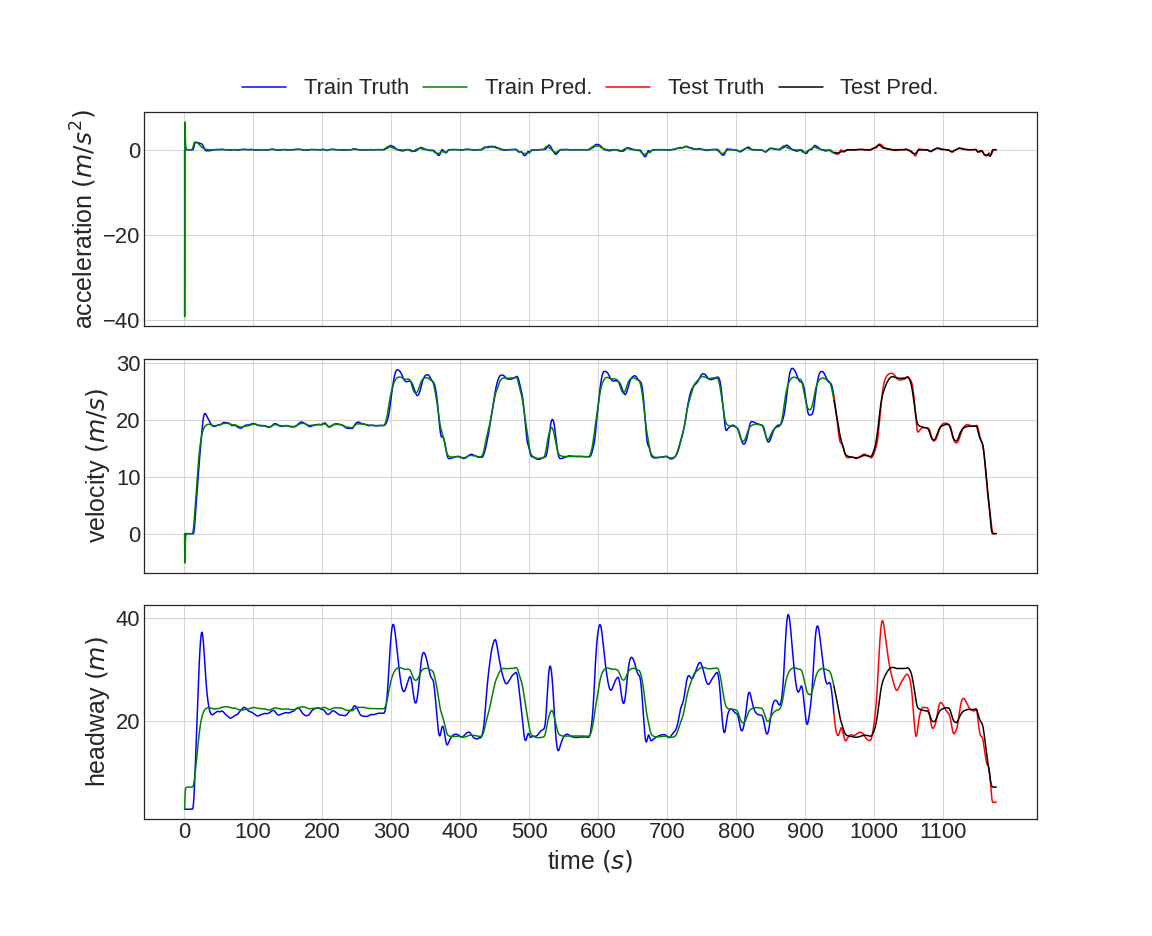 Train Truth Train Pred. Test Truth Test Pred.
acceleration (m/s²)
0
−20
−40
velocity (m/s)
30
20
10
0
headway (m)
40
20
0 100 200 300 400 500 600 700 800 900 1000 1100
time (s)